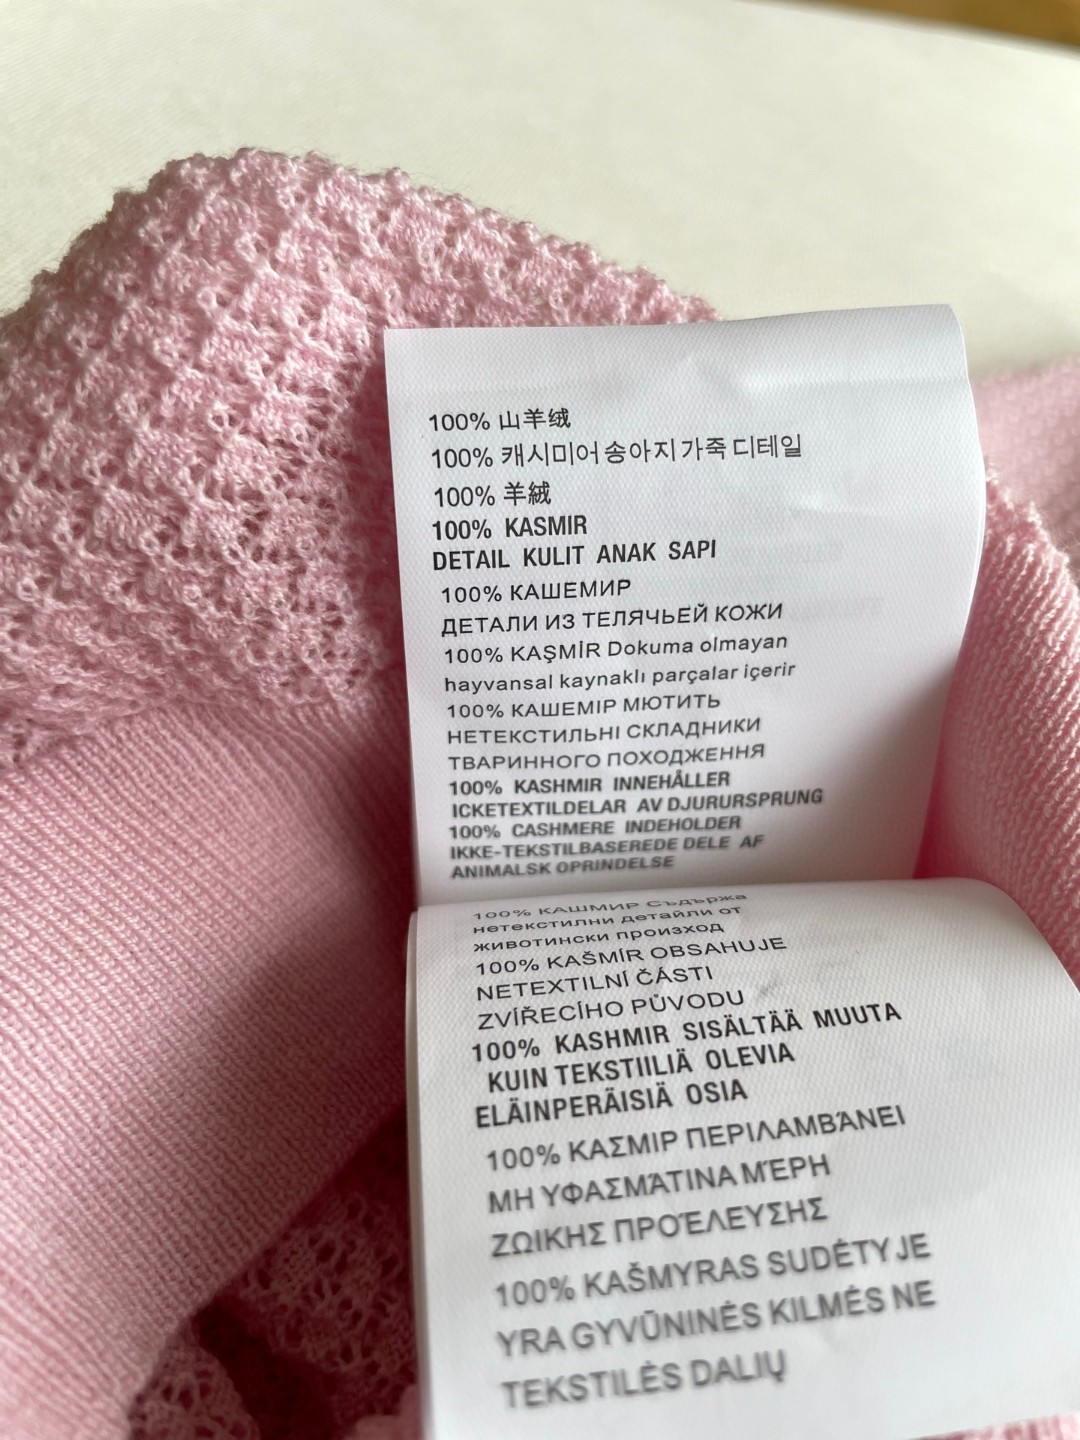 100% 山羊绒
100% 캐시미어 송아지 가죽 디테일
100% 羊絨
100% KASMIR
DETAIL KULIT ANAK SAPI
100% КАШЕМИР
ДЕТАЛИ ИЗ ТЕЛЯЧЬЕЙ КОЖИ
100% KAŞMİR Dokuma olmayan
hayvansal kaynaklı parçalar içerir
100% КАШЕМІР МЮТИТЬ
НЕТЕКСТИЛЬНІ СКЛАДНИКИ
ТВАРИННОГО ПОХОДЖЕННЯ
100% KASHMIR INNEHÅLLER
ICKETEXTILDELAR AV DJURURSPRUNG
100% CASHMERE INDEHOLDER
IKKE-TEKSTILBASEREDE DELE AF
ANIMALSK OPRINDELSE
100% КАШМИР Съдържа
нетекстилни детайли от
животински произход
100% KAŠMÍR OBSAHUJE
NETEXTILNÍ ČÁSTI
ZVÍŘECÍHO PŮVODU
100% KASHMIR SISÄLTÄÄ MUUTA
KUIN TEKSTIILIÄ OLEVIA
ELÄINPERÄISIÄ OSIA
100% ΚΑΣΜΙΡ ΠΕΡΙΛΑΜΒΆΝΕΙ
ΜΗ ΥΦΑΣΜΆΤΙΝΑ ΜΈΡΗ
ΖΩΙΚΗΣ ΠΡΟΈΛΕΥΣΗΣ
100% KAŠMYRAS SUDĖTY JE
YRA GYVŪNINĖS KILMĖS NE
TEKSTILĖS DALIŲ